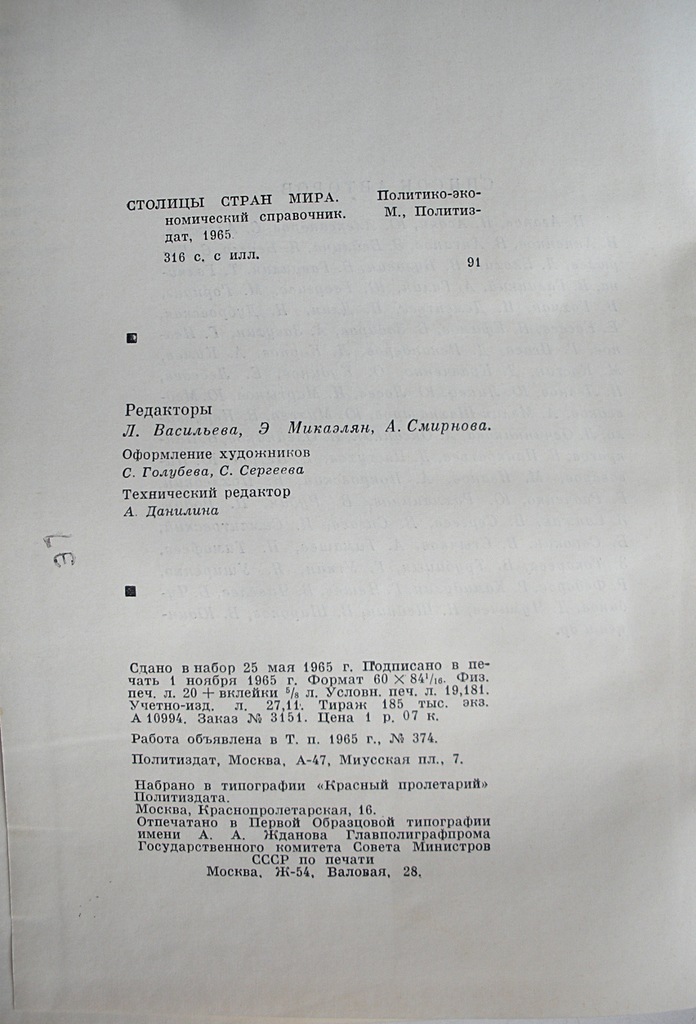 СТОЛИЦЫ СТРАН МИРА. Политико-эко-
номический справочник. М., Политиз-
дат, 1965
316 с. с илл.
91
Редакторы
Л. Васильева, Э Микаэлян, А. Смирнова.
Оформление художников
С. Голубева, С. Сергеева
Технический редактор
А. Данилина
Сдано в набор 25 мая 1965 г. Подписано в пе-
чать 1 ноября 1965 г. Формат 60 × 84¹/₁₆. Физ.
печ. л. 20 + вклейки ⁵/₈ л. Условн. печ. л. 19,181.
Учетно-изд. л. 27,11. Тираж 185 тыс. экз.
А 10994. Заказ № 3151. Цена 1 р. 07 к.
Работа объявлена в Т. п. 1965 г., № 374.
Политиздат, Москва, А-47, Миусская пл., 7.
Набрано в типографии «Красный пролетарий»
Политиздата.
Москва, Краснопролетарская, 16.
Отпечатано в Первой Образцовой типографии
имени А. А. Жданова Главполиграфпрома
Государственного комитета Совета Министров
СССР по печати
Москва, Ж-54, Валовая, 28,